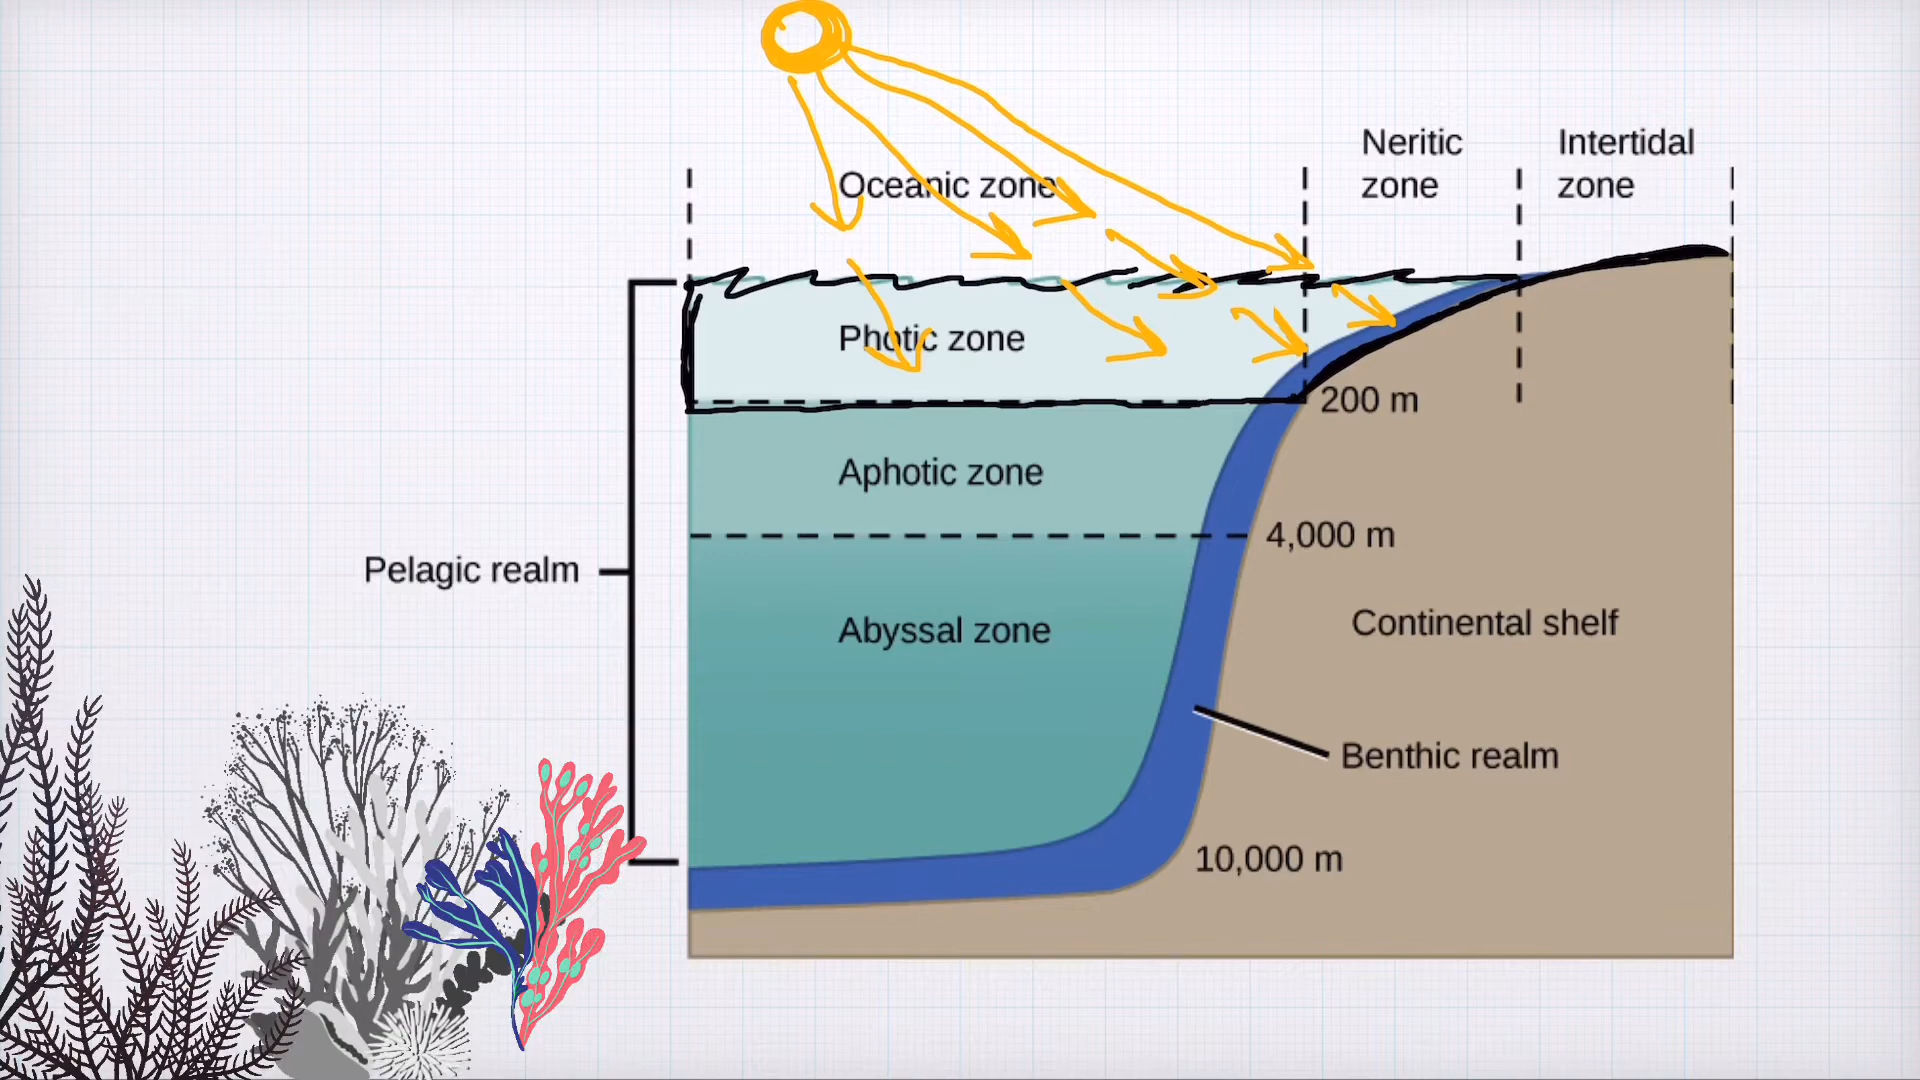 Neritic
zone
Intertidal
zone
Oceanic zone
Photic zone
200 m
Aphotic zone
4,000 m
Pelagic realm
Abyssal zone
Continental shelf
Benthic realm
10,000 m